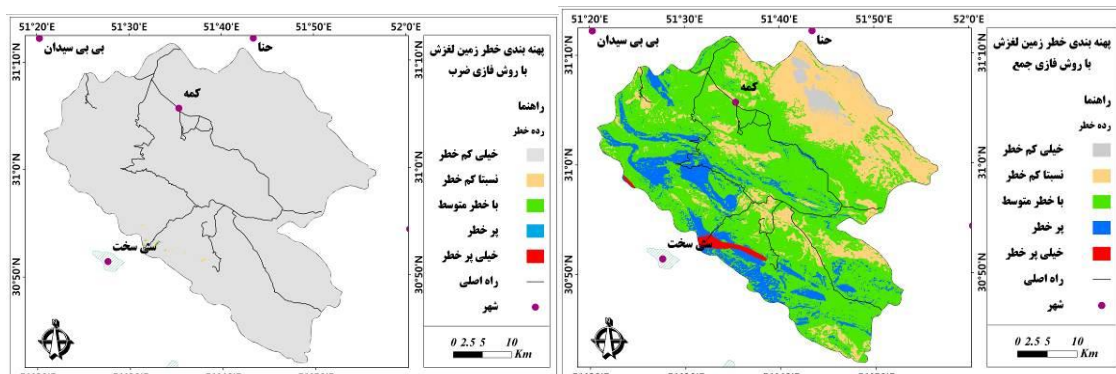 51°20'E 51°30'E 51°40'E 51°50'E 52°0'E
بی بی سیدان
حنا
کمه
سی سخت
31°10'N
31°0'N
30°50'N
پهنه بندی خطر زمین لغزش
با روش فازی ضرب
راهنما
رده خطر
خیلی کم خطر
نسبتا کم خطر
با خطر متوسط
پر خطر
خیلی پر خطر
راه اصلی
شهر
0 2.5 5 10
Km
51°20'E 51°30'E 51°40'E 51°50'E 52°0'E
بی بی سیدان
حنا
کمه
سی سخت
31°10'N
31°0'N
30°50'N
31°10'N
31°0'N
30°50'N
پهنه بندی خطر زمین لغزش
با روش فازی جمع
راهنما
رده خطر
خیلی کم خطر
نسبتا کم خطر
با خطر متوسط
پر خطر
خیلی پر خطر
راه اصلی
شهر
0 2.5 5 10
Km